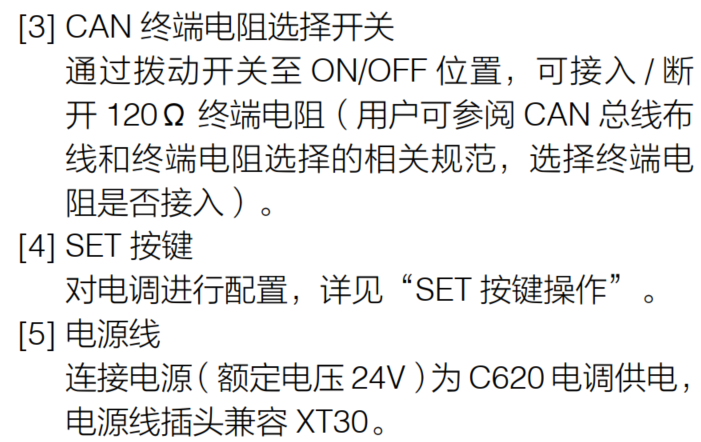 [3] CAN 终端电阻选择开关
通过拨动开关至 ON/OFF 位置，可接入 / 断
开 120Ω 终端电阻（用户可参阅 CAN 总线布
线和终端电阻选择的相关规范，选择终端电
阻是否接入）。
[4] SET 按键
对电调进行配置，详见“SET 按键操作”。
[5] 电源线
连接电源（额定电压 24V）为 C620 电调供电，
电源线插头兼容 XT30。